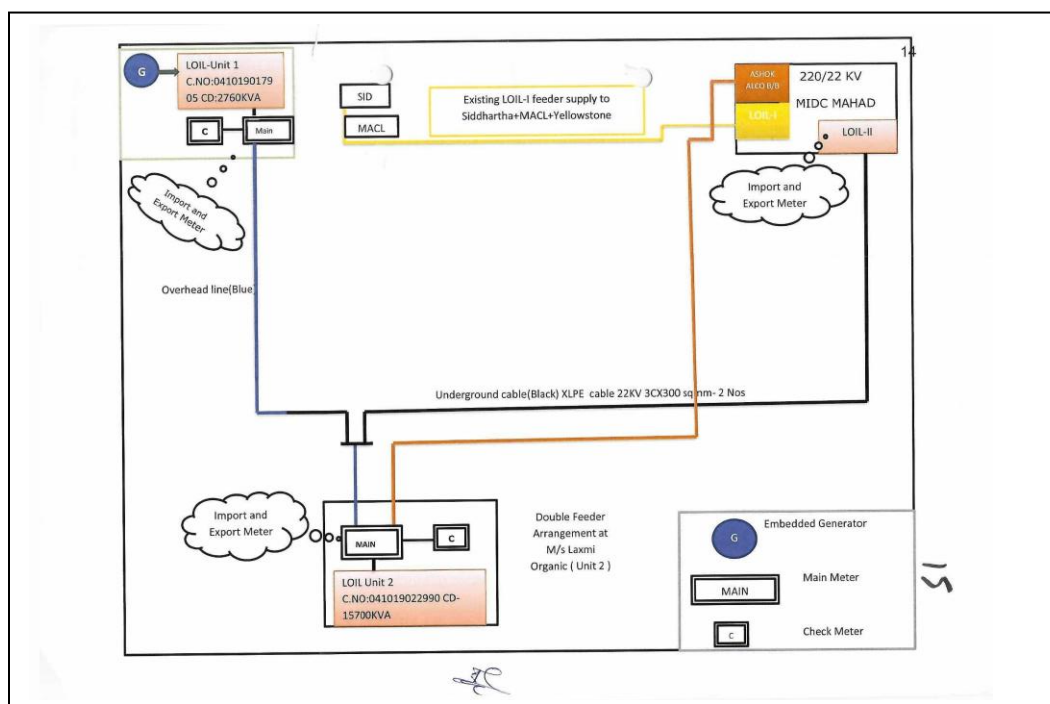 14
G
LOIL-Unit 1
C.NO:0410190179
05 CD:2760KVA
C
Main
Import and
Export Meter
SID
MACL
Existing LOIL-I feeder supply to
Siddhartha+MACL+Yellowstone
ASHOK
ALCO B/B
LOIL-I
220/22 KV
MIDC MAHAD
LOIL-II
Import and
Export Meter
Overhead line(Blue)
Underground cable(Black) XLPE cable 22KV 3CX300 sq mm- 2 Nos
Import and
Export Meter
MAIN
C
LOIL Unit 2
C.NO:041019022990 CD-
15700KVA
Double Feeder
Arrangement at
M/s Laxmi
Organic ( Unit 2 )
G
Embedded Generator
MAIN
Main Meter
C
Check Meter
15